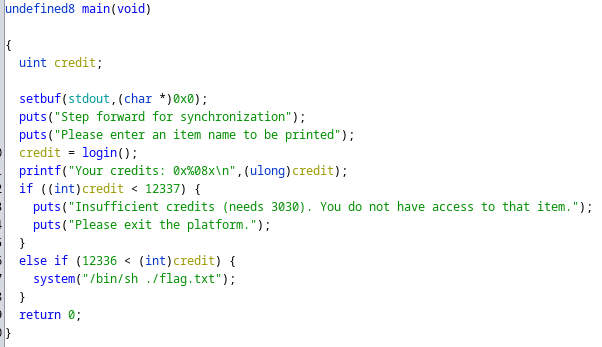 undefined8 main(void)
{
uint credit;
setbuf(stdout,(char *)0x0);
puts("Step forward for synchronization");
puts("Please enter an item name to be printed");
credit = login();
printf("Your credits: 0x%08x\n",(ulong)credit);
if ((int)credit < 12337) {
puts("Insufficient credits (needs 3030). You do not have access to that item.");
puts("Please exit the platform.");
}
else if (12336 < (int)credit) {
system("/bin/sh ./flag.txt");
}
return 0;
}